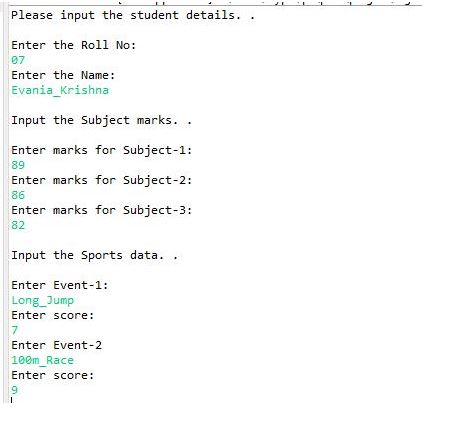 Please input the student details. .
Enter the Roll No:
07
Enter the Name:
Evania_Krishna
Input the Subject marks. .
Enter marks for Subject-1:
89
Enter marks for Subject-2:
86
Enter marks for Subject-3:
82
Input the Sports data. .
Enter Event-1:
Long_Jump
Enter score:
7
Enter Event-2
100m_Race
Enter score:
9